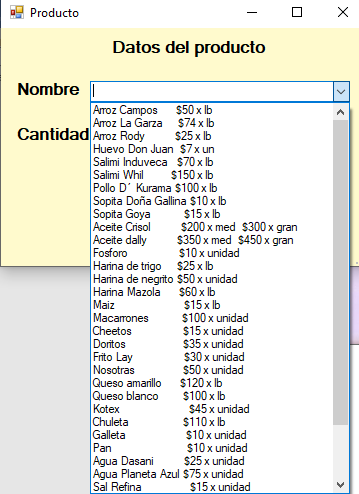 Producto
Datos del producto
Nombre
Cantidad
Arroz Campos $50 x lb
Arroz La Garza $74 x lb
Arroz Rody $25 x lb
Huevo Don Juan $7 x un
Salimi Induveca $70 x lb
Salimi Whil $150 x lb
Pollo D´ Kurama $100 x lb
Sopita Doña Gallina $10 x lb
Sopita Goya $15 x lb
Aceite Crisol $200 x med $300 x gran
Aceite dally $350 x med $450 x gran
Fosforo $10 x unidad
Harina de trigo $25 x lb
Harina de negrito $50 x unidad
Harina Mazola $60 x lb
Maiz $15 x lb
Macarrones $100 x unidad
Cheetos $15 x unidad
Doritos $35 x unidad
Frito Lay $30 x unidad
Nosotras $50 x unidad
Queso amarillo $120 x lb
Queso blanco $100 x lb
Kotex $45 x unidad
Chuleta $110 x lb
Galleta $10 x unidad
Pan $10 x unidad
Agua Dasani $25 x unidad
Agua Planeta Azul $75 x unidad
Sal Refina $15 x unidad